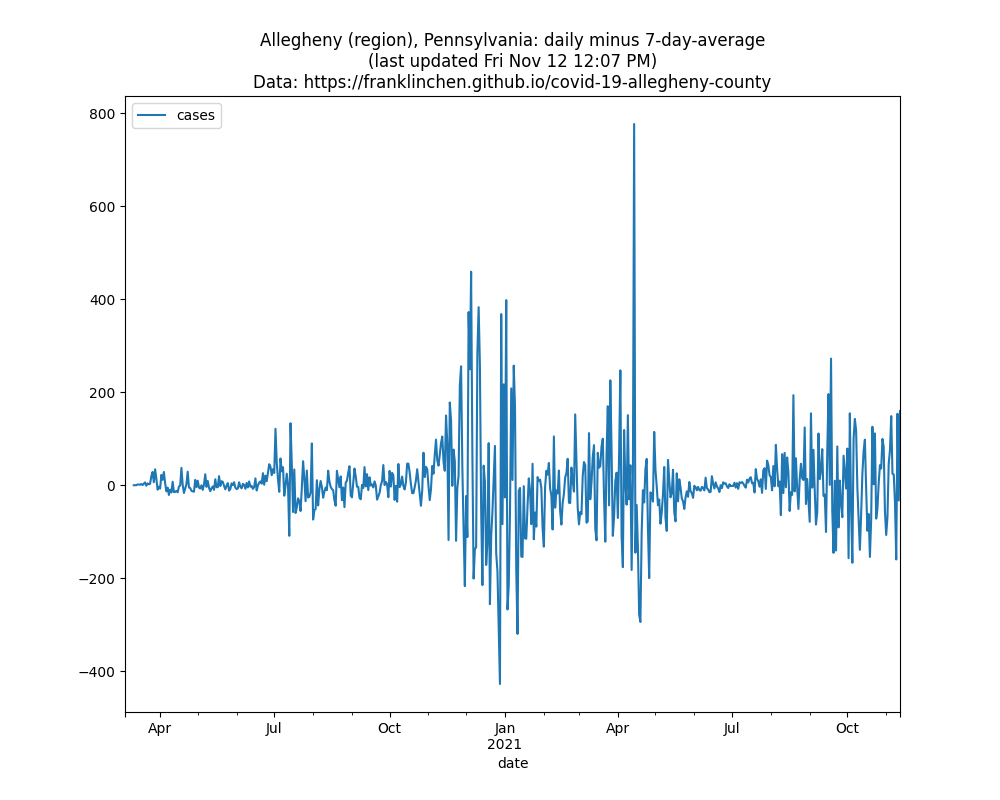 Allegheny (region), Pennsylvania: daily minus 7-day-average
(last updated Fri Nov 12 12:07 PM)
Data: https://franklinchen.github.io/covid-19-allegheny-county
cases
800
600
400
200
0
−200
−400
Apr
Jul
Oct
Jan
2021
Apr
Jul
Oct
date